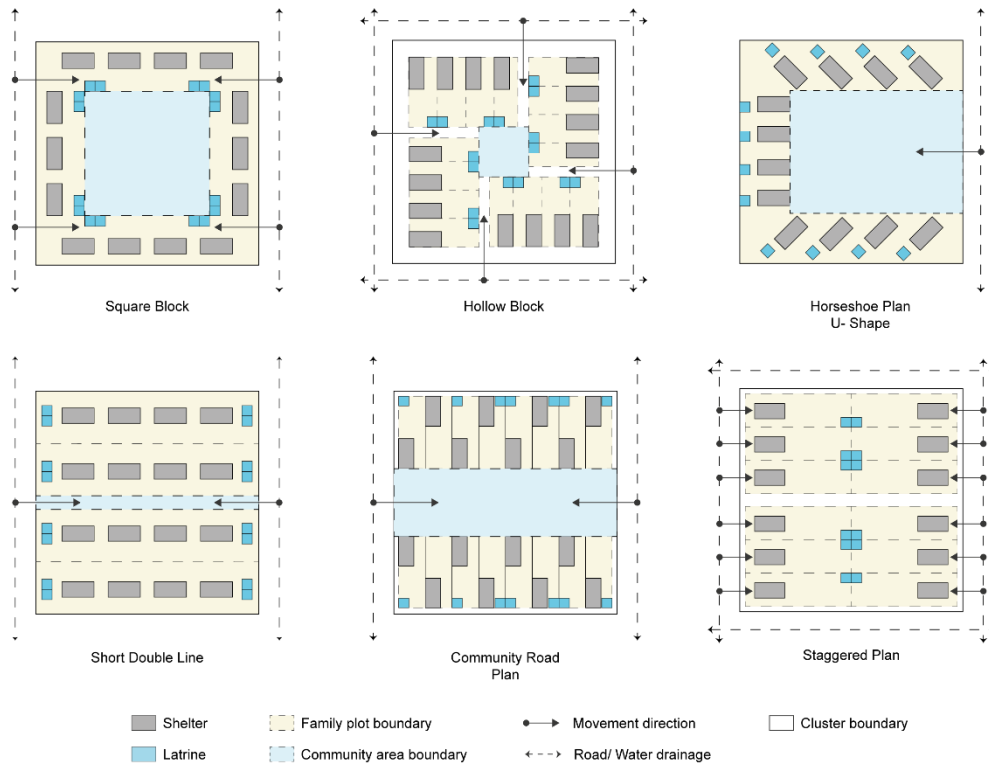 Square Block
Hollow Block
Horseshoe Plan
U- Shape
Short Double Line
Community Road
Plan
Staggered Plan
Shelter
Family plot boundary
Movement direction
Cluster boundary
Latrine
Community area boundary
Road/ Water drainage